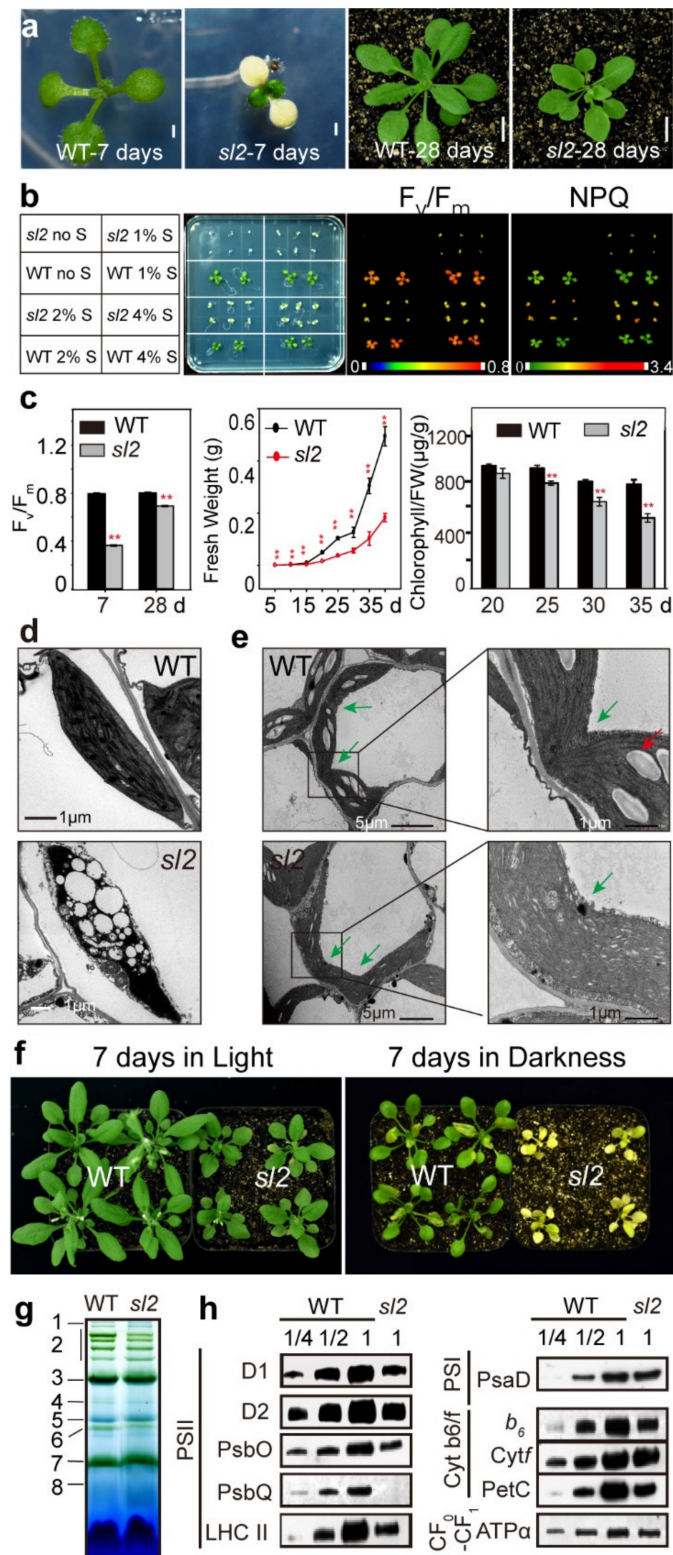 a
WT-7 days
sl2-7 days
WT-28 days
sl2-28 days
b
Fv/Fm
NPQ
sl2 no S
sl2 1% S
WT no S
WT 1% S
sl2 2% S
sl2 4% S
WT 2% S
WT 4% S
0
0.8
0
3.4
c
WT
sl2
Fv/Fm
1.2
0.8
0.4
0
**
**
7
28 d
WT
sl2
Fresh Weight (g)
0.6
0.4
0.2
0
** ** ** ** ** ** ** **
5 15 25 35 d
WT
sl2
Chlorophyll/FW(µg/g)
1200
800
400
0
**
**
**
20 25 30 35 d
d
WT
1µm
sl2
1µm
e
WT
5µm
1µm
sl2
5µm
1µm
f
7 days in Light
7 days in Darkness
WT
sl2
WT
sl2
g
WT sl2
1
2
3
4
5
6
7
8
h
WT sl2
1/4 1/2 1 1
PSII
D1
D2
PsbO
PsbQ
LHC II
WT sl2
1/4 1/2 1 1
PSI
PsaD
Cyt b6/f
b6
Cytf
PetC
CF0
-CF1
ATPα